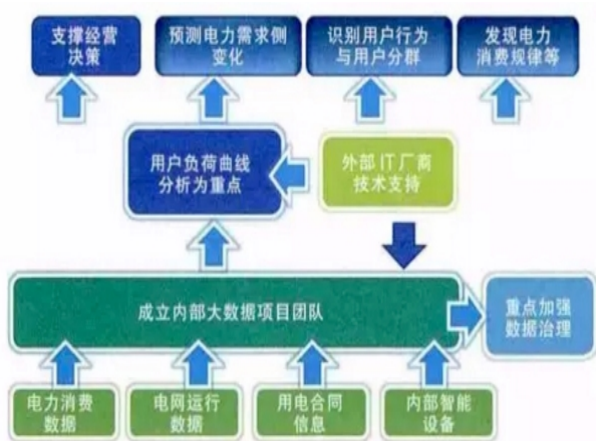 支撑经营
决策
预测电力需求侧
变化
识别用户行为
与用户分群
发现电力
消费规律等
用户负荷曲线
分析为重点
外部IT厂商
技术支持
成立内部大数据项目团队
重点加强
数据治理
电力消费
数据
电网运行
数据
用电合同
信息
内部智能
设备